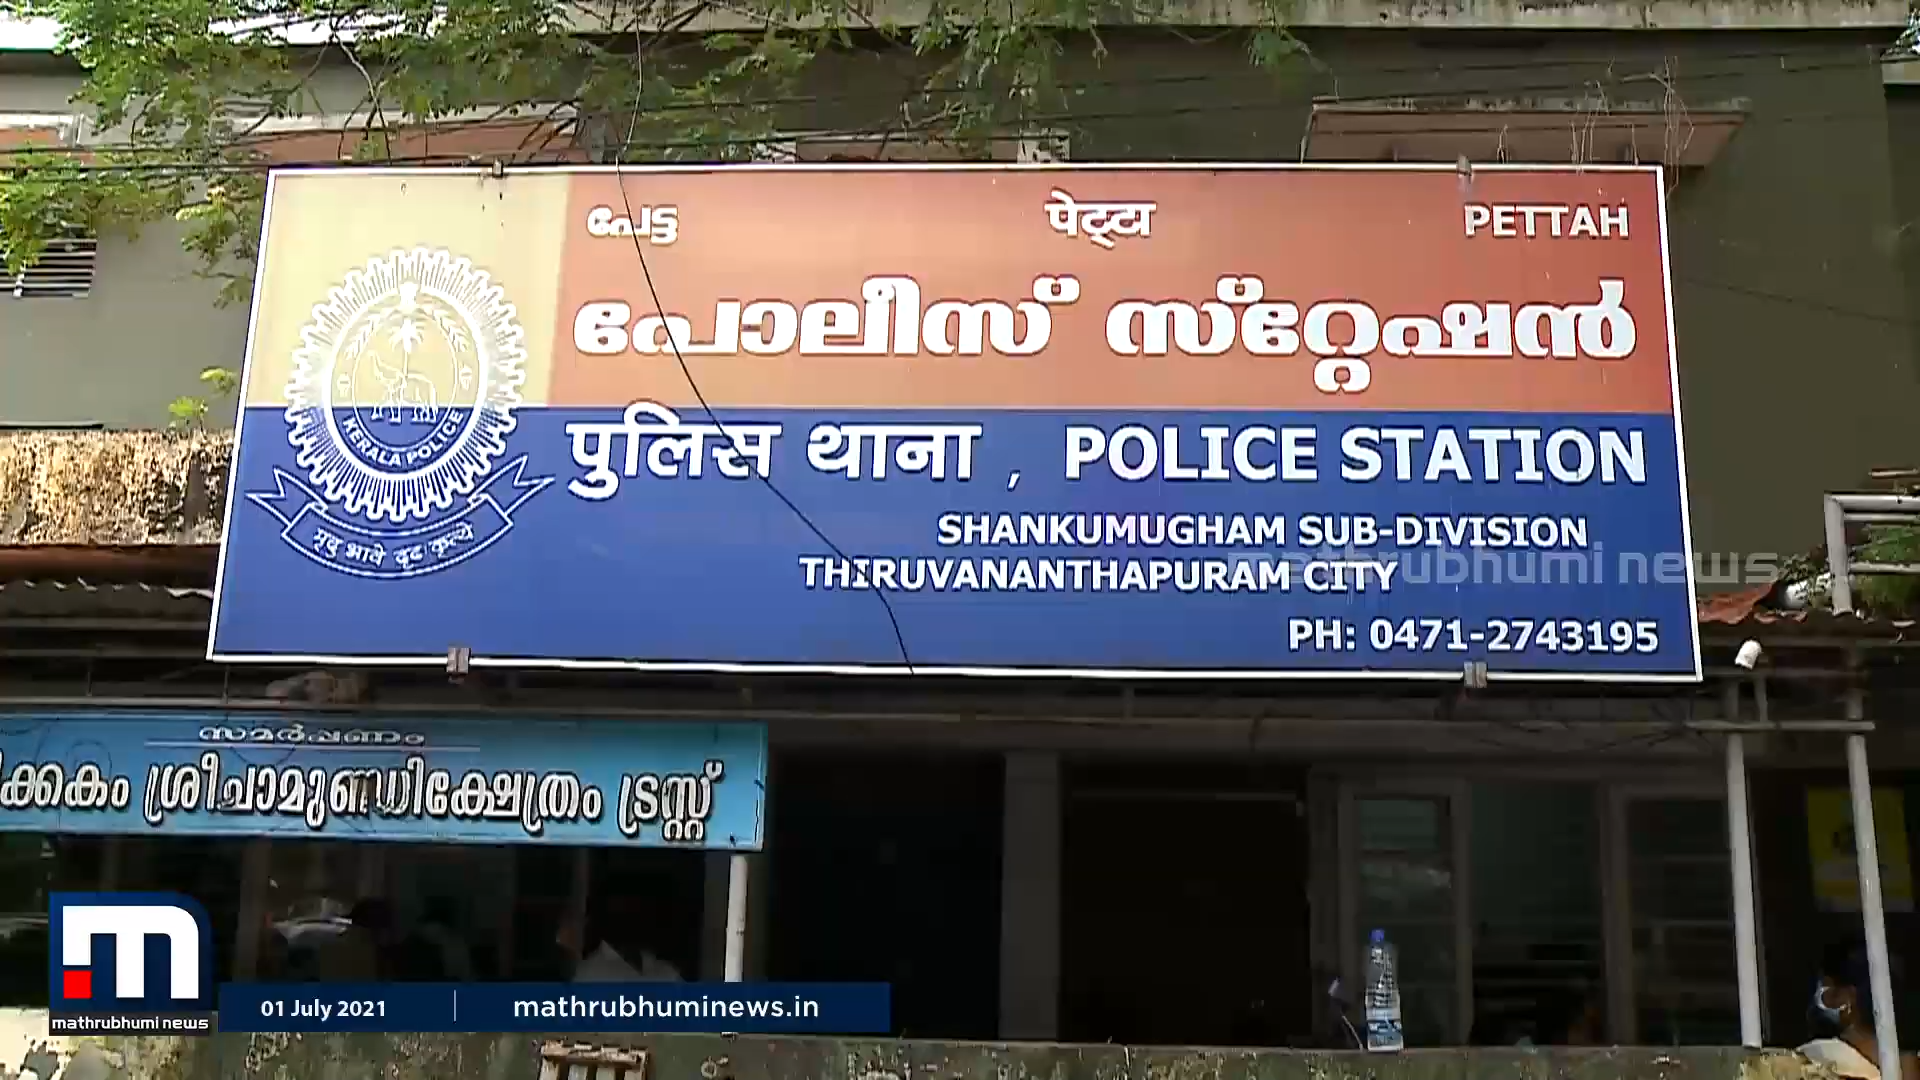 പേട്ട पेट्टा PETTAH
പോലീസ് സ്റ്റേഷൻ
पुलिस थाना , POLICE STATION
SHANKUMUGHAM SUB-DIVISION
THIRUVANANTHAPURAM CITY
PH: 0471-2743195
KERALA POLICE
मृदु भावे दृढ कृत्ये
mathrubhumi news
സമർപ്പണം
ക്കകം ശ്രീചാമുണ്ഡിക്ഷേത്രം ട്രസ്റ്റ്
mathrubhumi news
01 July 2021
mathrubhuminews.in